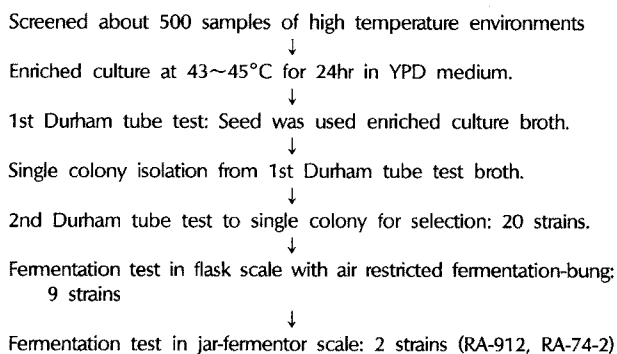 Screened about 500 samples of high temperature environments
↓
Enriched culture at 43~45°C for 24hr in YPD medium.
↓
1st Durham tube test: Seed was used enriched culture broth.
↓
Single colony isolation from 1st Durham tube test broth.
↓
2nd Durham tube test to single colony for selection: 20 strains.
↓
Fermentation test in flask scale with air restricted fermentation-bung:
9 strains
↓
Fermentation test in jar-fermentor scale: 2 strains (RA-912, RA-74-2)